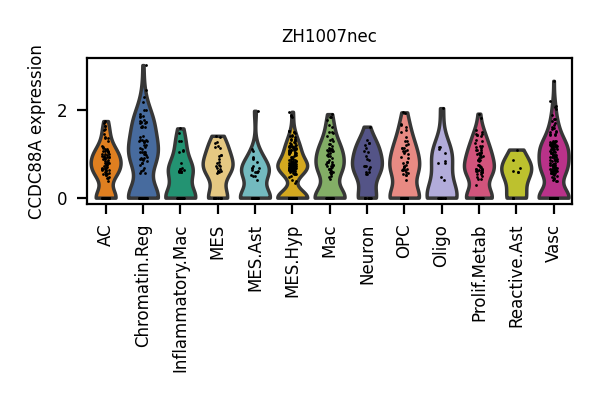 ZH1007nec
CCDC88A expression
2
0
AC
Chromatin.Reg
Inflammatory.Mac
MES
MES.Ast
MES.Hyp
Mac
Neuron
OPC
Oligo
Prolif.Metab
Reactive.Ast
Vasc